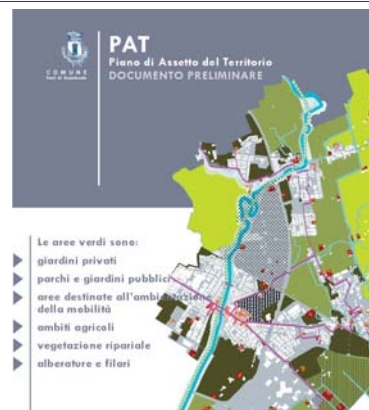 PAT
Piano di Assetto del Territorio
DOCUMENTO PRELIMINARE
COMUNE
Le aree verdi sono:
giardini privati
parchi e giardini pubblici
aree destinate all'ambientazione
della mobilità
ambiti agricoli
vegetazione ripariale
alberature e filari